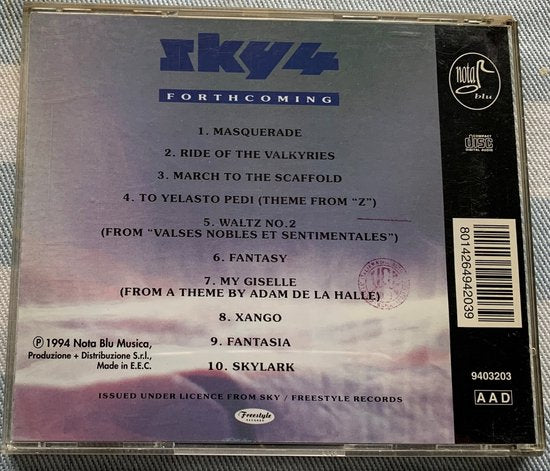 sky4
FORTHCOMING
1. MASQUERADE
2. RIDE OF THE VALKYRIES
3. MARCH TO THE SCAFFOLD
4. TO YELASTO PEDI (THEME FROM "Z")
5. WALTZ NO.2
(FROM "VALSES NOBLES ET SENTIMENTALES")
6. FANTASY
7. MY GISELLE
(FROM A THEME BY ADAM DE LA HALLE)
8. XANGO
9. FANTASIA
10. SKYLARK
Ⓟ 1994 Nota Blu Musica,
Produzione + Distribuzione S.r.l.,
Made in E.E.C.
ISSUED UNDER LICENCE FROM SKY / FREESTYLE RECORDS
Freestyle
RECORDS
nota
blu
COMPACT
disc
DIGITAL AUDIO
8014264942039
9403203
AAD